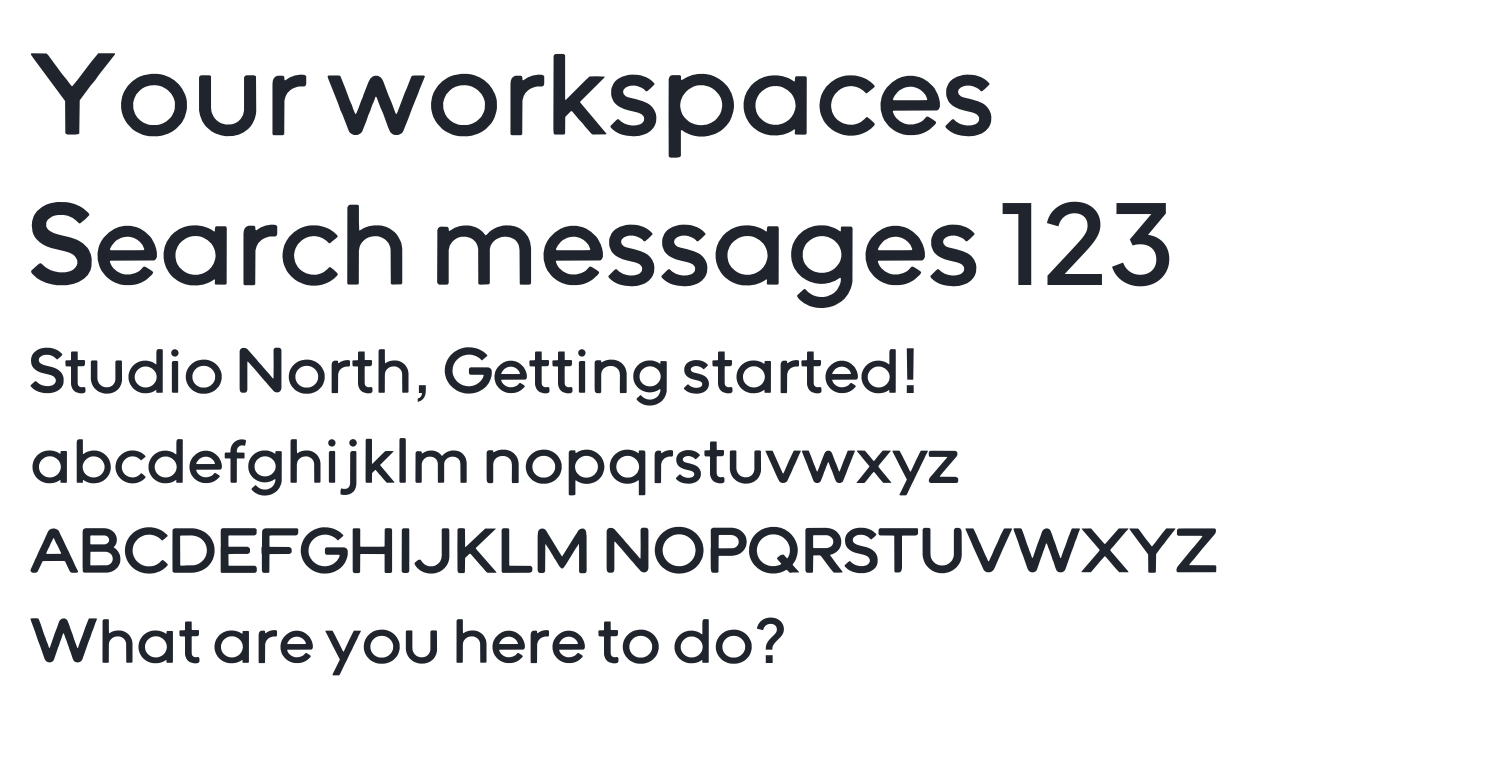 Your workspaces
Search messages 123
Studio North, Getting started!
abcdefghijklm nopqrstuvwxyz
ABCDEFGHIJKLM NOPQRSTUVWXYZ
What are you here to do?